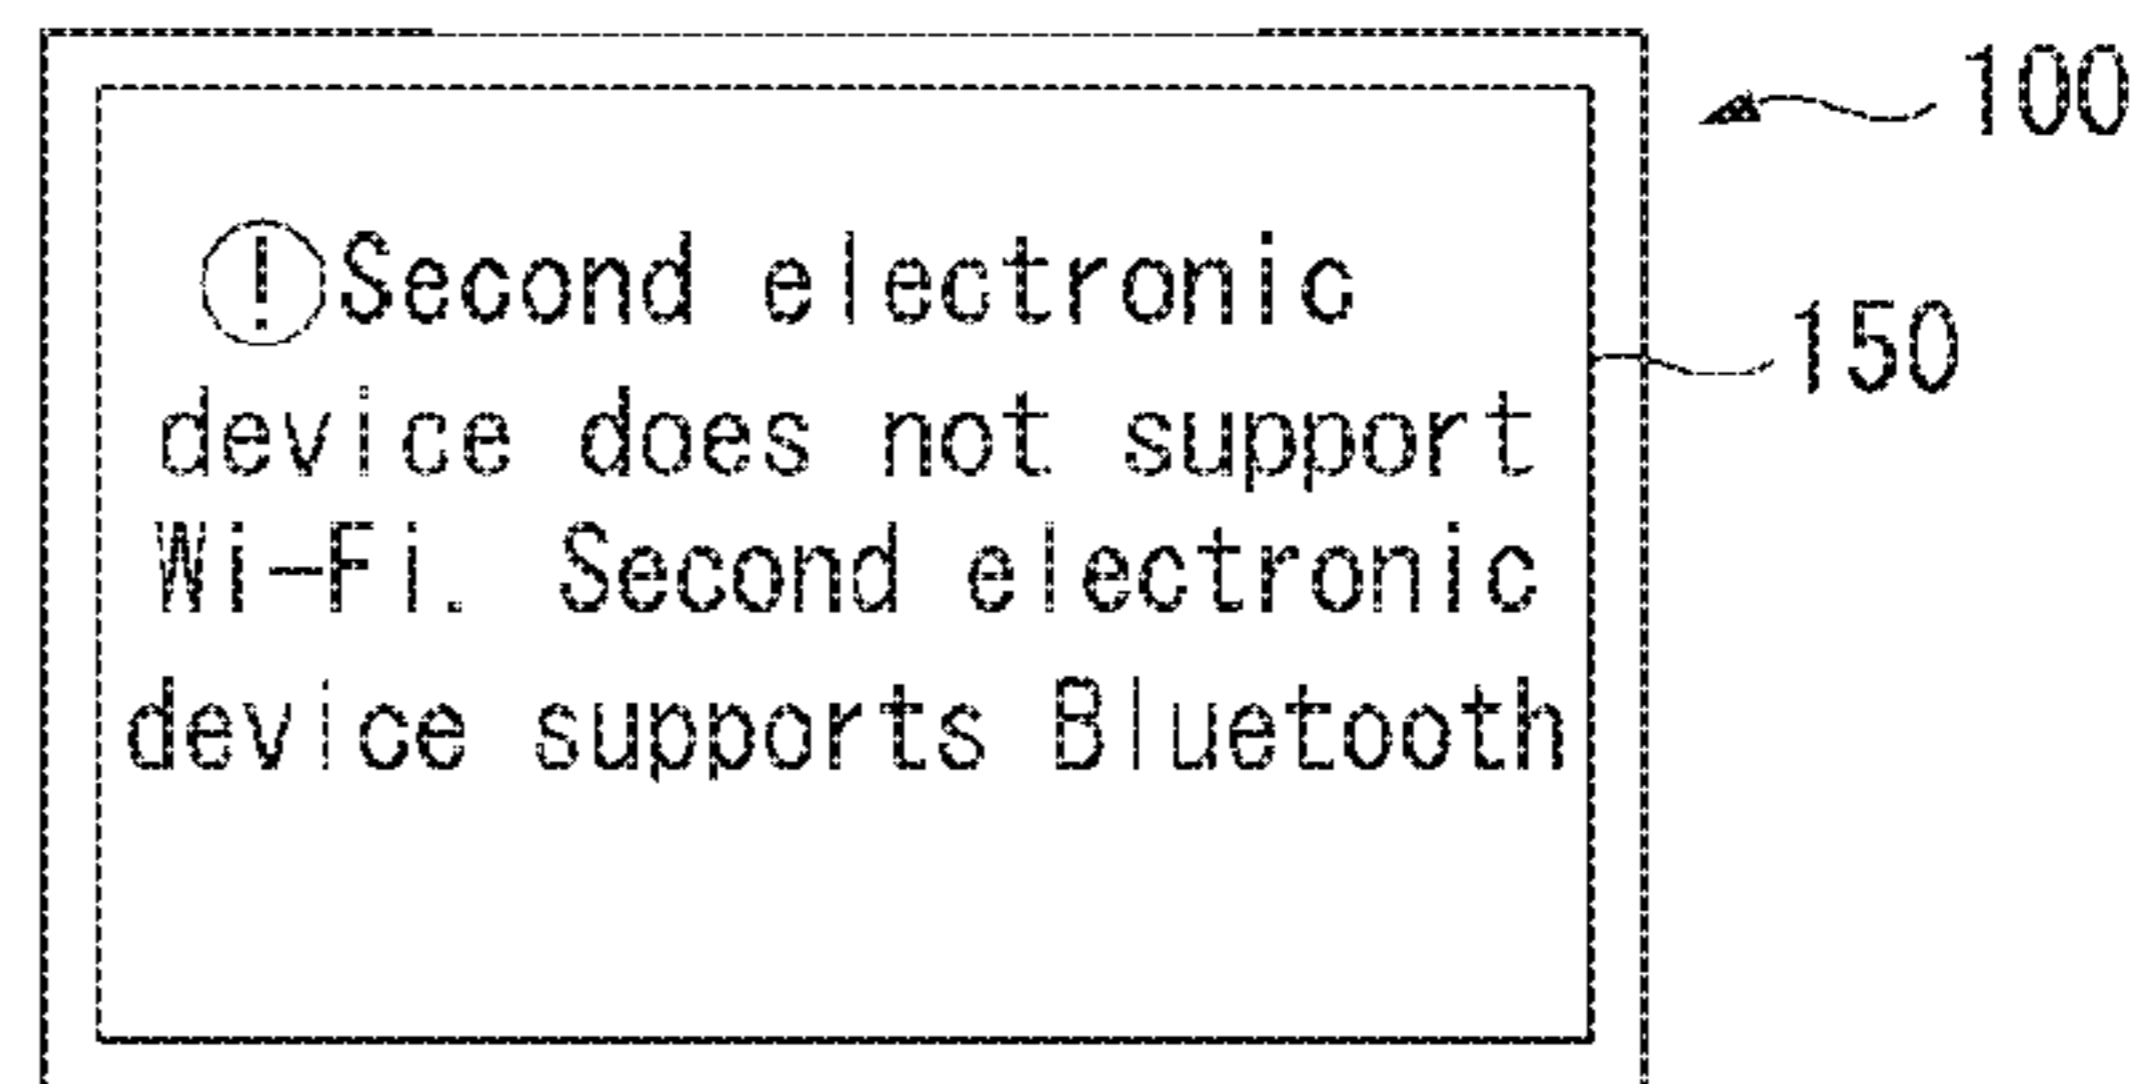 100
! Second electronic
150
device does not support
Wi-Fi. Second electronic
device supports Bluetooth